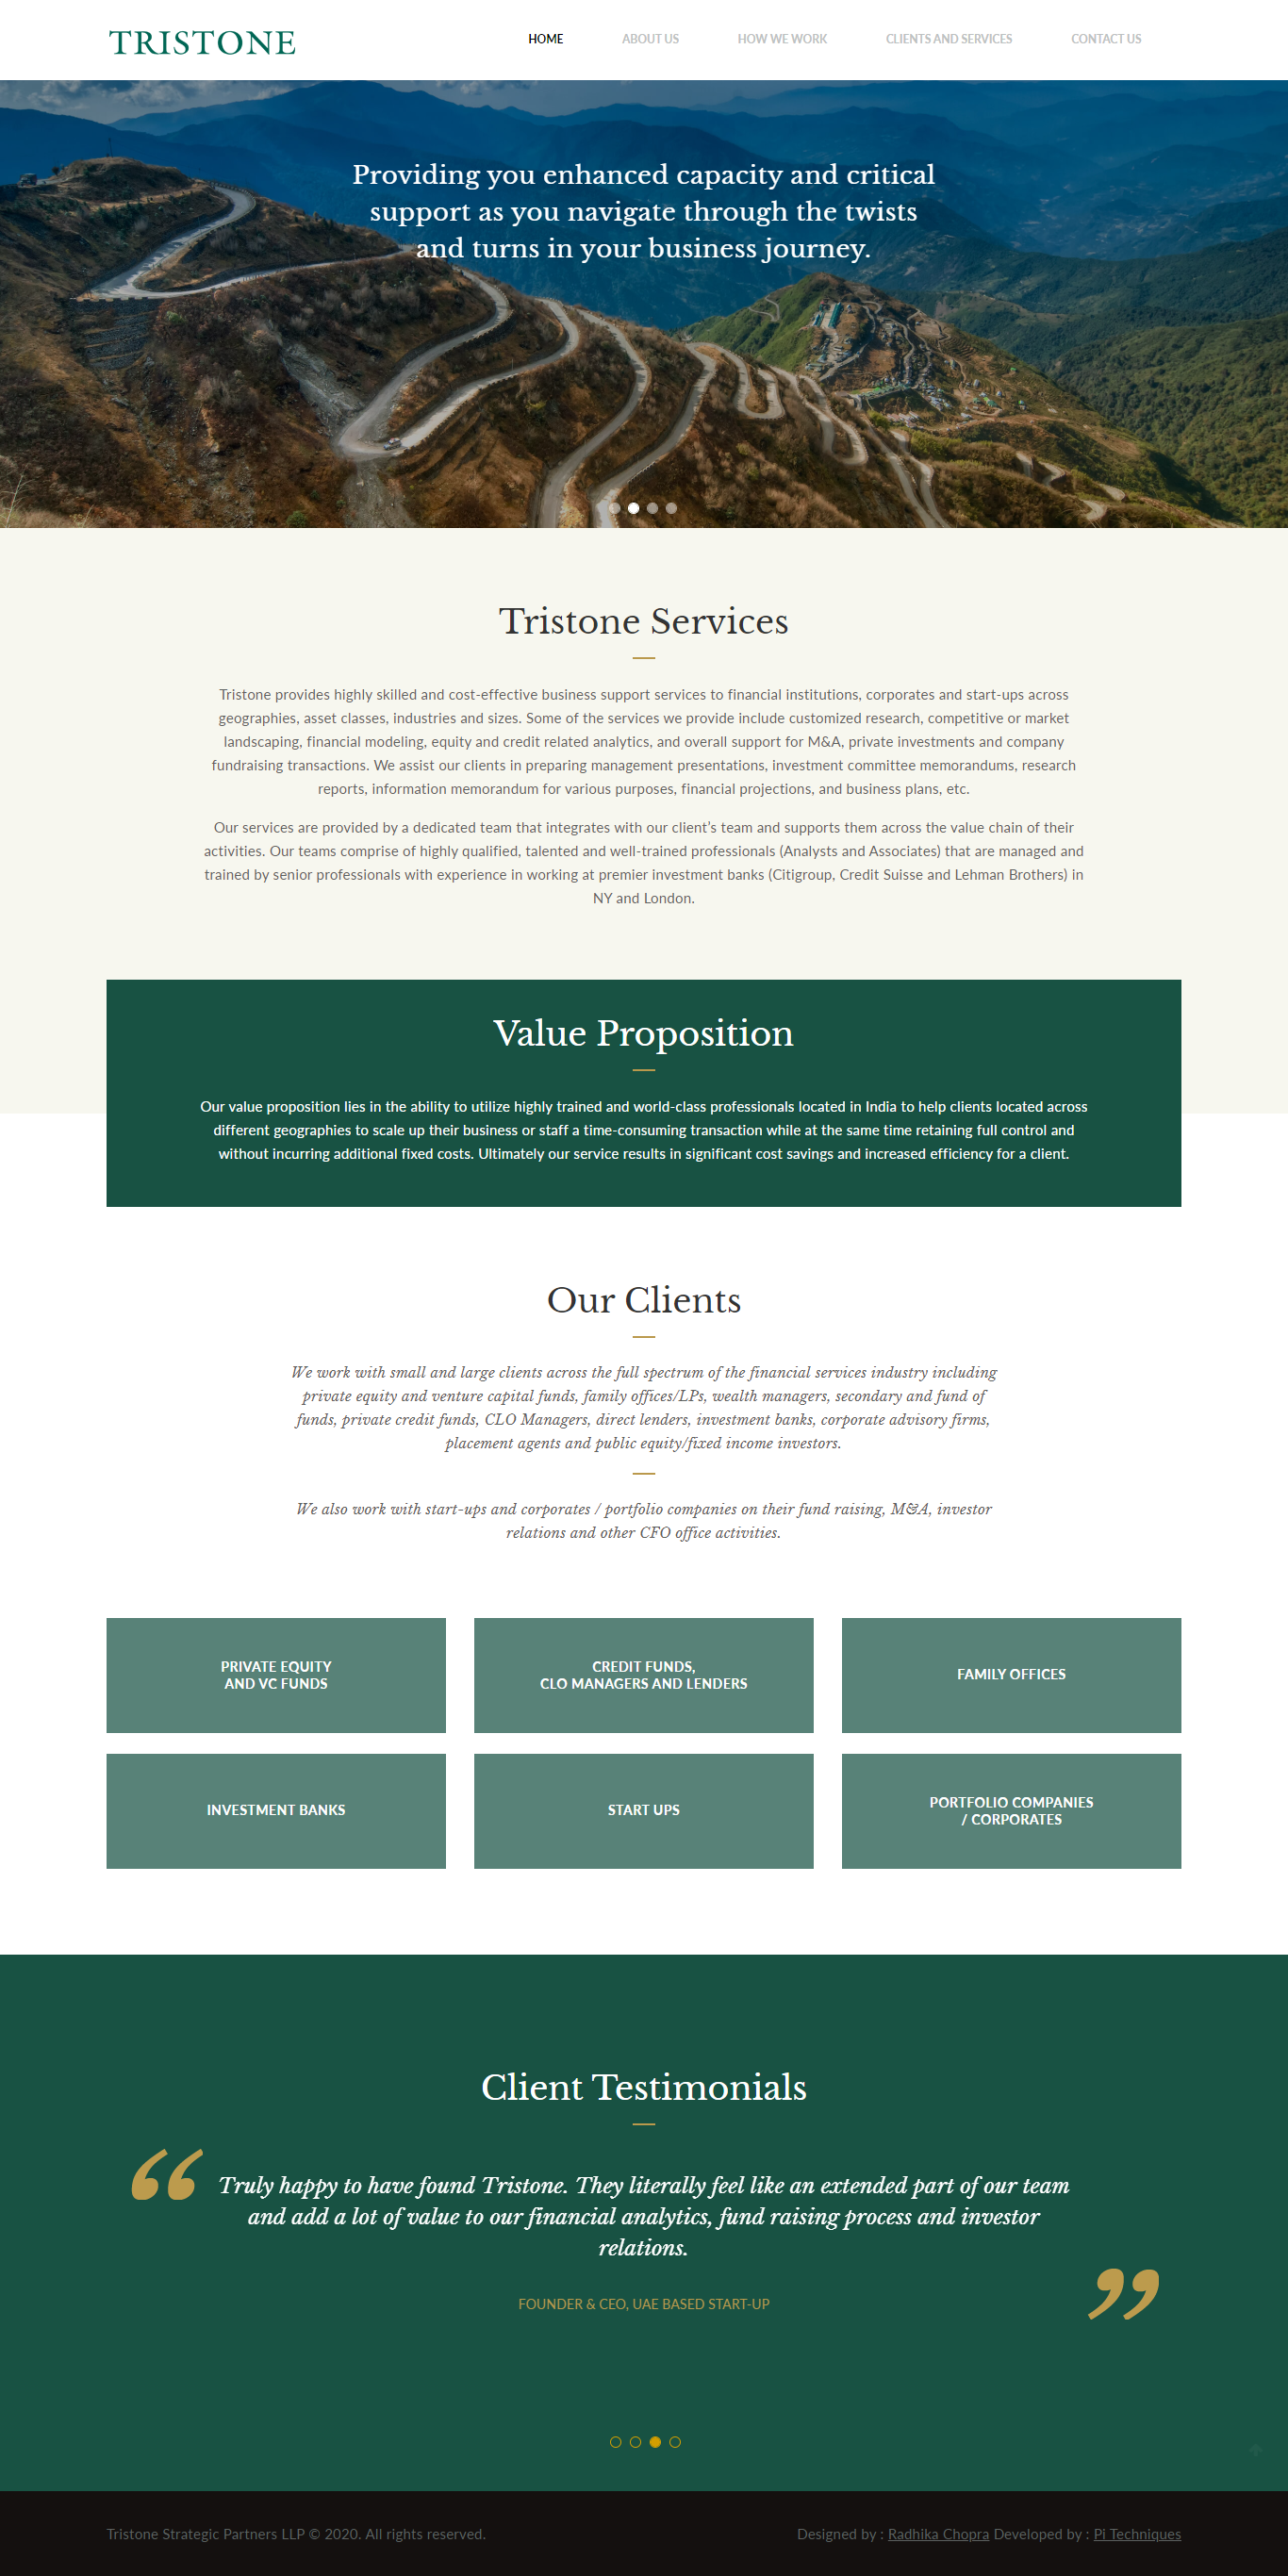 TRISTONE
HOME ABOUT US HOW WE WORK CLIENTS AND SERVICES CONTACT US
Providing you enhanced capacity and critical
support as you navigate through the twists
and turns in your business journey.
Tristone Services
Tristone provides highly skilled and cost-effective business support services to financial institutions, corporates and start-ups across
geographies, asset classes, industries and sizes. Some of the services we provide include customized research, competitive or market
landscaping, financial modeling, equity and credit related analytics, and overall support for M&A, private investments and company
fundraising transactions. We assist our clients in preparing management presentations, investment committee memorandums, research
reports, information memorandum for various purposes, financial projections, and business plans, etc.
Our services are provided by a dedicated team that integrates with our client’s team and supports them across the value chain of their
activities. Our teams comprise of highly qualified, talented and well-trained professionals (Analysts and Associates) that are managed and
trained by senior professionals with experience in working at premier investment banks (Citigroup, Credit Suisse and Lehman Brothers) in
NY and London.
Value Proposition
Our value proposition lies in the ability to utilize highly trained and world-class professionals located in India to help clients located across
different geographies to scale up their business or staff a time-consuming transaction while at the same time retaining full control and
without incurring additional fixed costs. Ultimately our service results in significant cost savings and increased efficiency for a client.
Our Clients
We work with small and large clients across the full spectrum of the financial services industry including
private equity and venture capital funds, family offices/LPs, wealth managers, secondary and fund of
funds, private credit funds, CLO Managers, direct lenders, investment banks, corporate advisory firms,
placement agents and public equity/fixed income investors.
We also work with start-ups and corporates / portfolio companies on their fund raising, M&A, investor
relations and other CFO office activities.
PRIVATE EQUITY
AND VC FUNDS
CREDIT FUNDS,
CLO MANAGERS AND LENDERS
FAMILY OFFICES
INVESTMENT BANKS
START UPS
PORTFOLIO COMPANIES
/ CORPORATES
Client Testimonials
“ Truly happy to have found Tristone. They literally feel like an extended part of our team
and add a lot of value to our financial analytics, fund raising process and investor
relations. ”
FOUNDER & CEO, UAE BASED START-UP
Tristone Strategic Partners LLP © 2020. All rights reserved.
Designed by : Radhika Chopra Developed by : Pi Techniques